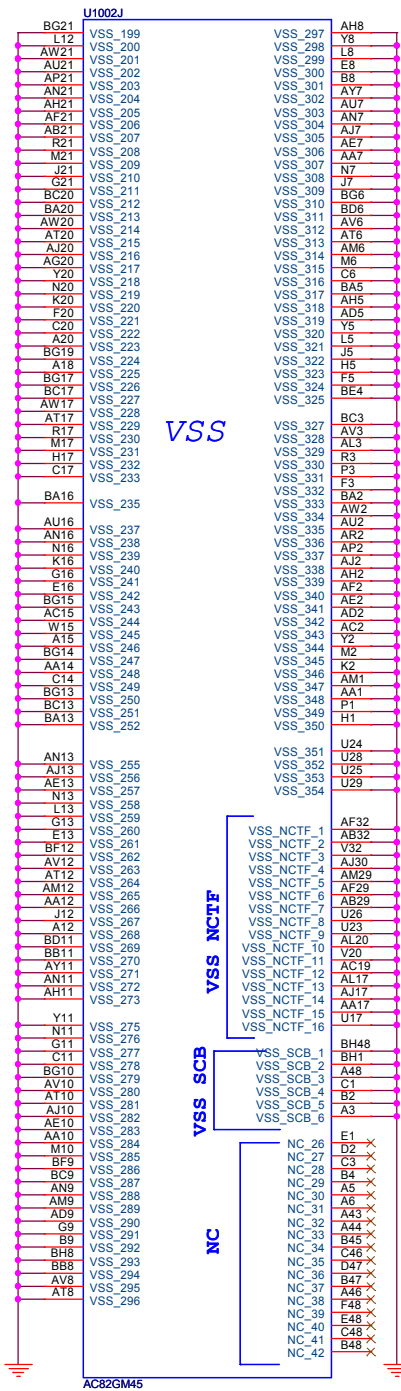 U1002J
BG21 VSS_199
L12 VSS_200
AW21 VSS_201
AU21 VSS_202
AP21 VSS_203
AN21 VSS_204
AH21 VSS_205
AF21 VSS_206
AB21 VSS_207
R21 VSS_208
M21 VSS_209
J21 VSS_210
G21 VSS_211
BC20 VSS_212
BA20 VSS_213
AW20 VSS_214
AT20 VSS_215
AJ20 VSS_216
AG20 VSS_217
Y20 VSS_218
N20 VSS_219
K20 VSS_220
F20 VSS_221
C20 VSS_222
A20 VSS_223
BG19 VSS_224
A18 VSS_225
BG17 VSS_226
BC17 VSS_227
AW17 VSS_228
AT17 VSS_229
R17 VSS_230
M17 VSS_231
H17 VSS_232
C17 VSS_233
BA16 VSS_235
AU16 VSS_237
AN16 VSS_238
N16 VSS_239
K16 VSS_240
G16 VSS_241
E16 VSS_242
BG15 VSS_243
AC15 VSS_244
W15 VSS_245
A15 VSS_246
BG14 VSS_247
AA14 VSS_248
C14 VSS_249
BG13 VSS_250
BC13 VSS_251
BA13 VSS_252
AN13 VSS_255
AJ13 VSS_256
AE13 VSS_257
N13 VSS_258
L13 VSS_259
G13 VSS_260
E13 VSS_261
BF12 VSS_262
AV12 VSS_263
AT12 VSS_264
AM12 VSS_265
AA12 VSS_266
J12 VSS_267
A12 VSS_268
BD11 VSS_269
BB11 VSS_270
AY11 VSS_271
AN11 VSS_272
AH11 VSS_273
Y11 VSS_275
N11 VSS_276
G11 VSS_277
C11 VSS_278
BG10 VSS_279
AV10 VSS_280
AT10 VSS_281
AJ10 VSS_282
AE10 VSS_283
AA10 VSS_284
M10 VSS_285
BF9 VSS_286
BC9 VSS_287
AN9 VSS_288
AM9 VSS_289
AD9 VSS_290
G9 VSS_291
B9 VSS_292
BH8 VSS_293
BB8 VSS_294
AV8 VSS_295
AT8 VSS_296
VSS
VSS_297 AH8
VSS_298 Y8
VSS_299 L8
VSS_300 E8
VSS_301 B8
VSS_302 AY7
VSS_303 AU7
VSS_304 AN7
VSS_305 AJ7
VSS_306 AE7
VSS_307 AA7
VSS_308 N7
VSS_309 J7
VSS_310 BG6
VSS_311 BD6
VSS_312 AV6
VSS_313 AT6
VSS_314 AM6
VSS_315 M6
VSS_316 C6
VSS_317 BA5
VSS_318 AH5
VSS_319 AD5
VSS_320 Y5
VSS_321 L5
VSS_322 J5
VSS_323 H5
VSS_324 F5
VSS_325 BE4
VSS_327 BC3
VSS_328 AV3
VSS_329 AL3
VSS_330 R3
VSS_331 P3
VSS_332 F3
VSS_333 BA2
VSS_334 AW2
VSS_335 AU2
VSS_336 AR2
VSS_337 AP2
VSS_338 AJ2
VSS_339 AH2
VSS_340 AF2
VSS_341 AE2
VSS_342 AD2
VSS_343 AC2
VSS_344 Y2
VSS_345 M2
VSS_346 K2
VSS_347 AM1
VSS_348 AA1
VSS_349 P1
VSS_350 H1
VSS_351 U24
VSS_352 U28
VSS_353 U25
VSS_354 U29
VSS NCTF
VSS_NCTF_1 AF32
VSS_NCTF_2 AB32
VSS_NCTF_3 V32
VSS_NCTF_4 AJ30
VSS_NCTF_5 AM29
VSS_NCTF_6 AF29
VSS_NCTF_7 AB29
VSS_NCTF_8 U26
VSS_NCTF_9 U23
VSS_NCTF_10 AL20
VSS_NCTF_11 V20
VSS_NCTF_12 AC19
VSS_NCTF_13 AL17
VSS_NCTF_14 AJ17
VSS_NCTF_15 AA17
VSS_NCTF_16 U17
VSS SCB
VSS_SCB_1 BH48
VSS_SCB_2 BH1
VSS_SCB_3 A48
VSS_SCB_4 C1
VSS_SCB_5 B2
VSS_SCB_6 A3
NC
NC_26 E1
NC_27 D2
NC_28 C3
NC_29 B4
NC_30 A5
NC_31 A6
NC_32 A43
NC_33 A44
NC_34 B45
NC_35 C46
NC_36 D47
NC_37 B47
NC_38 A46
NC_39 F48
NC_40 E48
NC_41 C48
NC_42 B48
AC82GM45